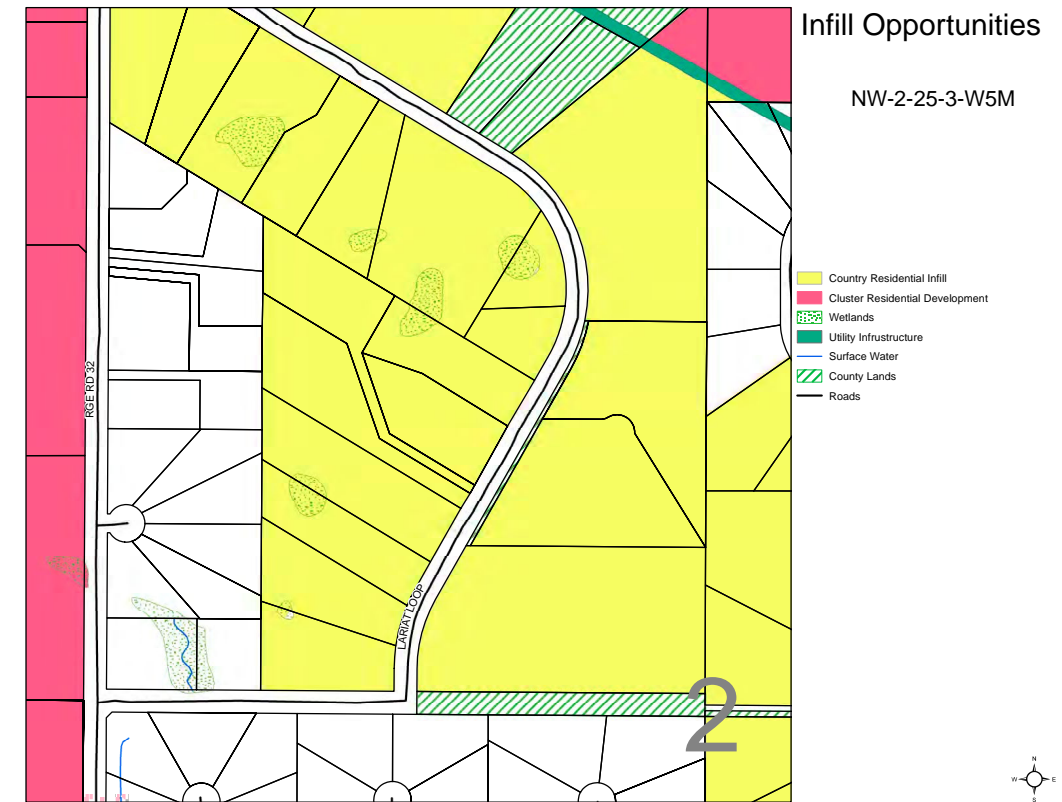 Infill Opportunities
NW-2-25-3-W5M
Country Residential Infill
Cluster Residential Development
Wetlands
Utility Infrustructure
Surface Water
County Lands
Roads
RGE RD 32
LARIAT LOOP
2
N
W
E
S